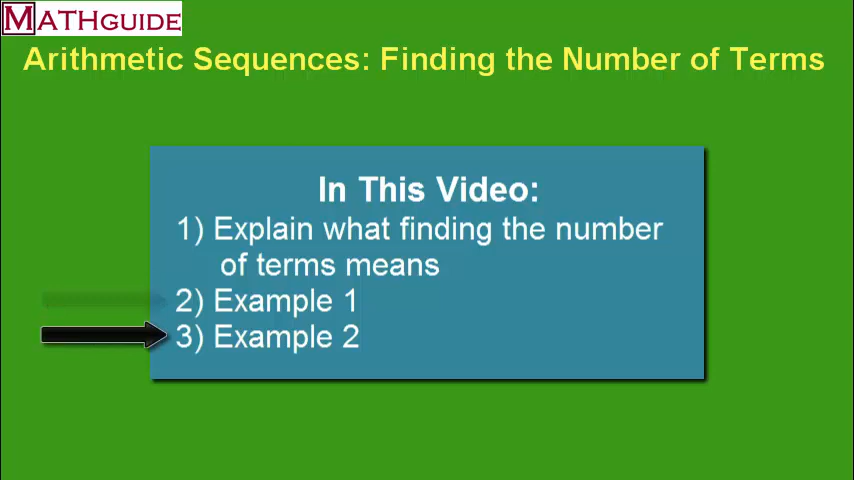 MATHGUIDE
Arithmetic Sequences: Finding the Number of Terms
In This Video:
1) Explain what finding the number
of terms means
2) Example 1
3) Example 2